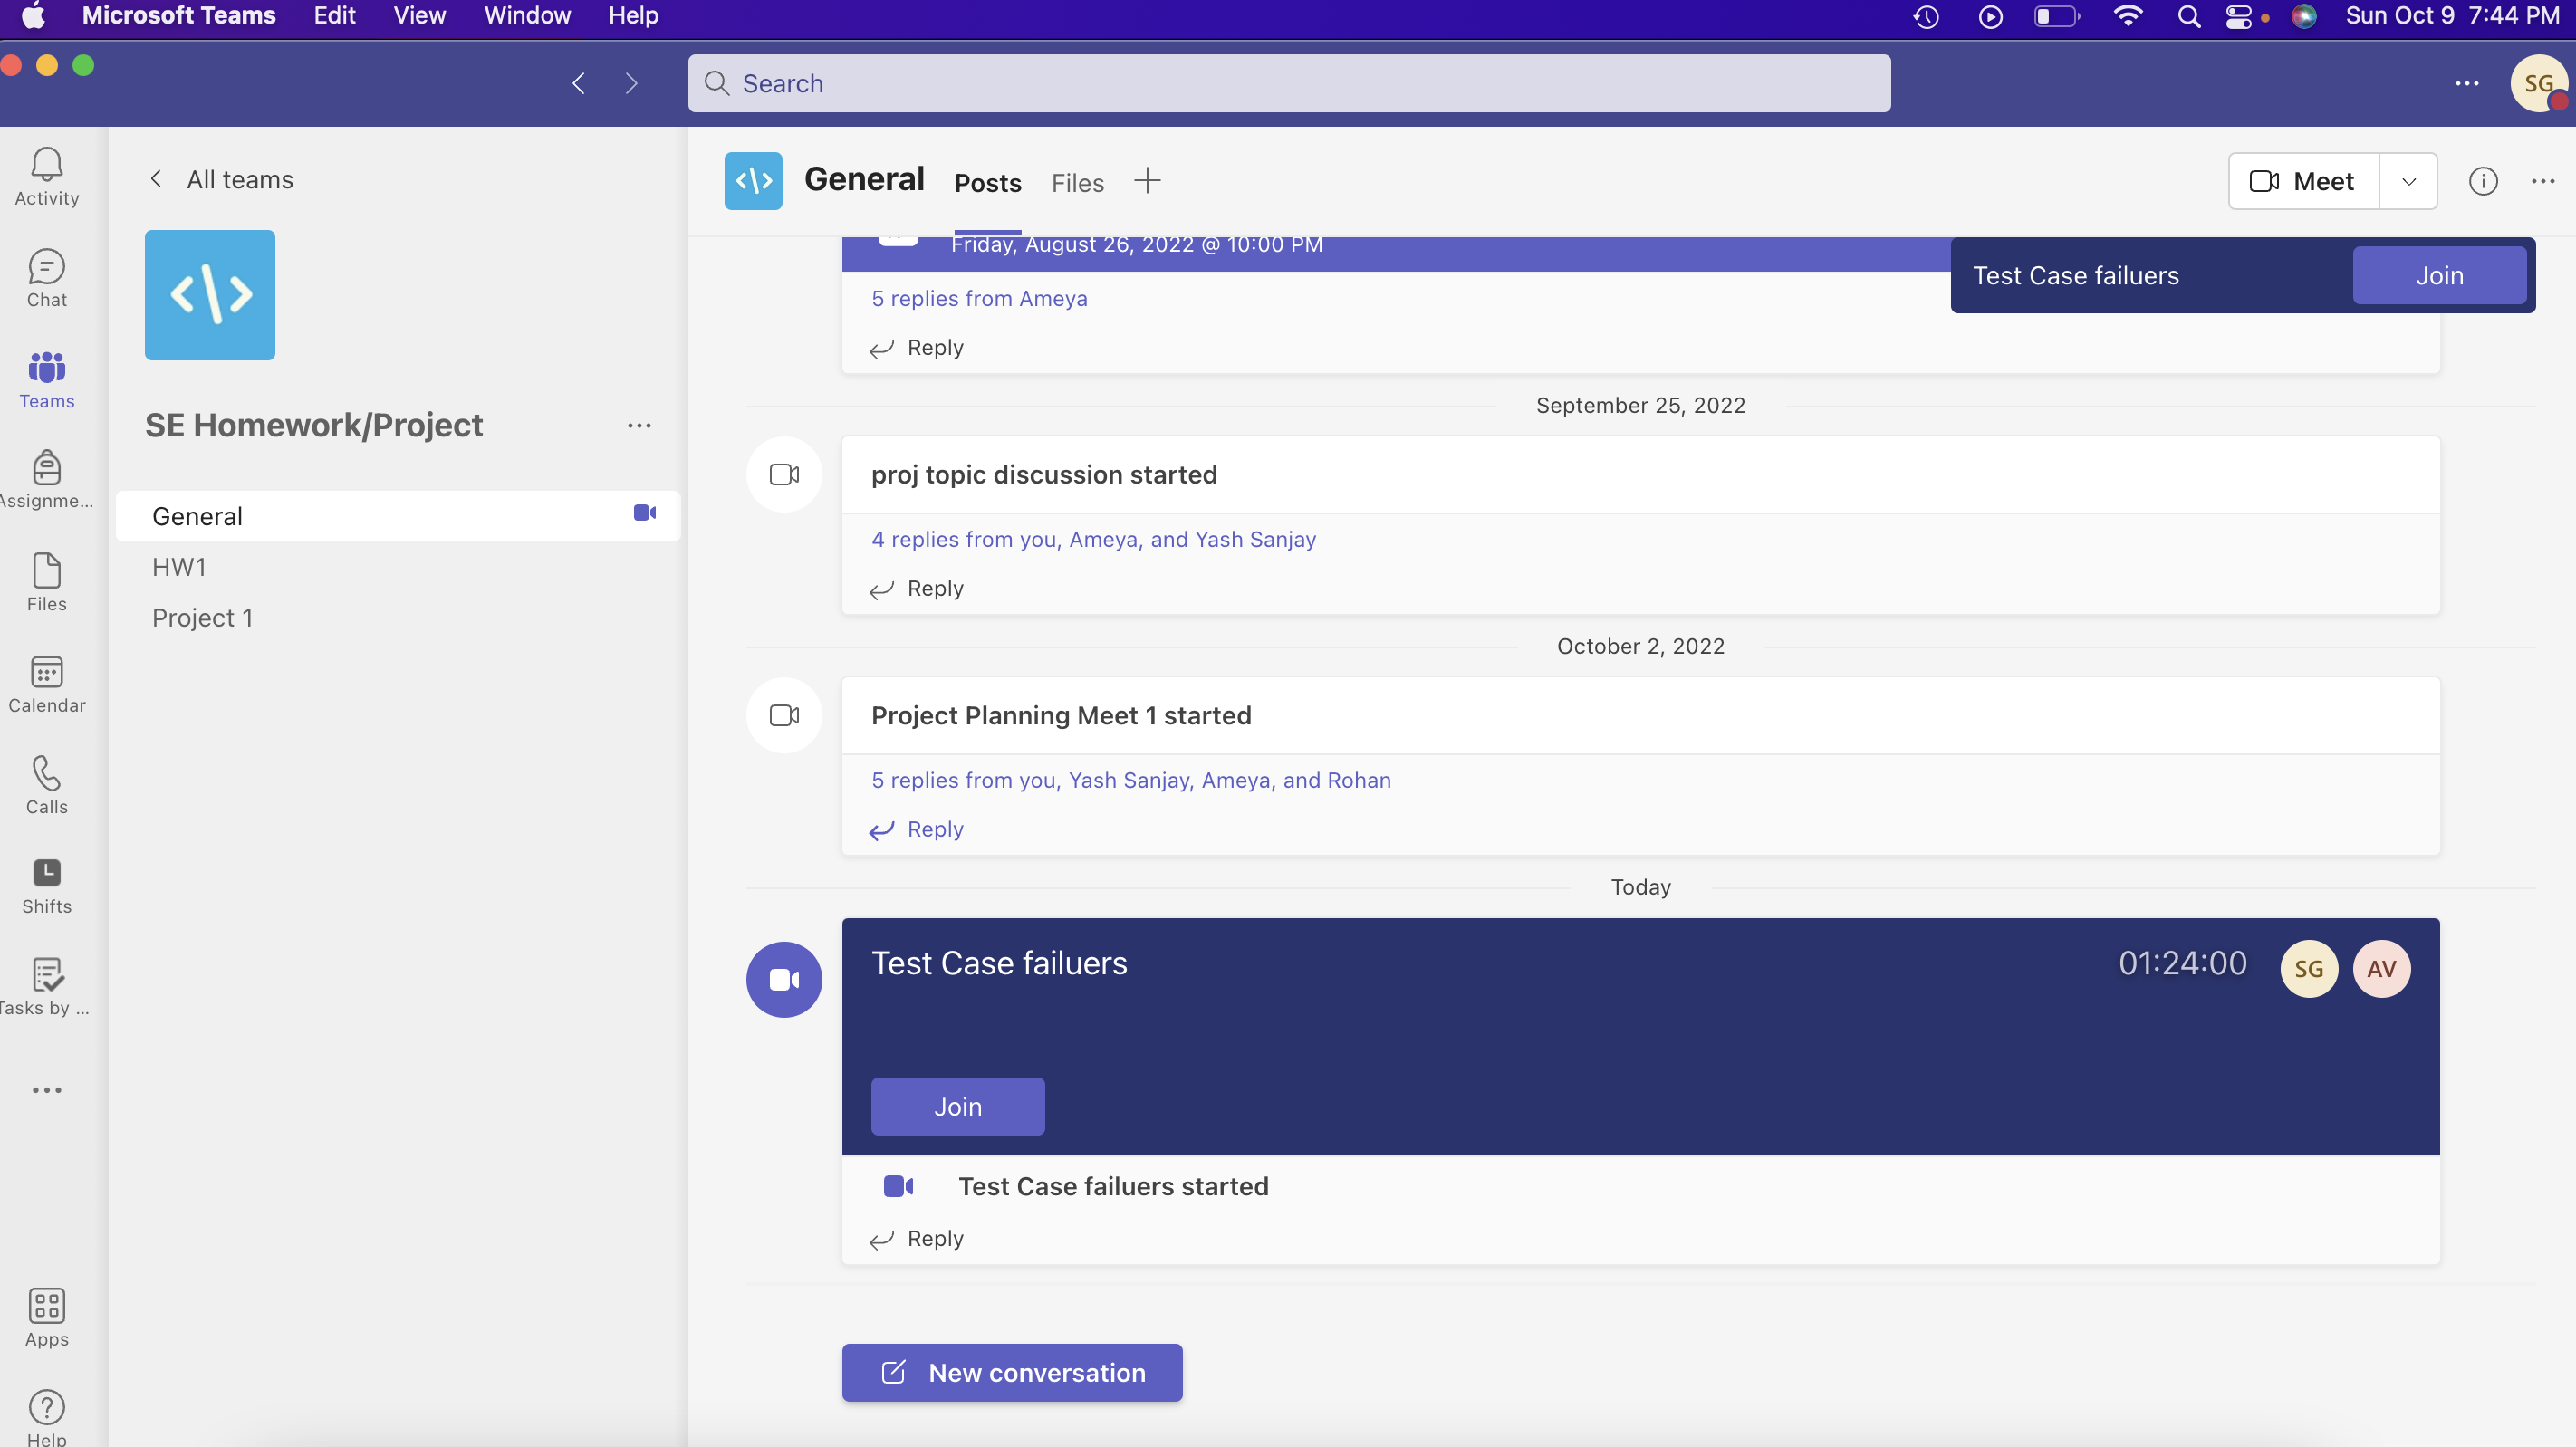 Microsoft Teams Edit View Window Help Sun Oct 9 7:44 PM
Search
SG
Activity
Chat
Teams
Assignme...
Files
Calendar
Calls
Shifts
Tasks by ...
Apps
Help
All teams
</>
SE Homework/Project
General
HW1
Project 1
</> General Posts Files Meet
Friday, August 26, 2022 @ 10:00 PM
Test Case failuers Join
5 replies from Ameya
Reply
September 25, 2022
proj topic discussion started
4 replies from you, Ameya, and Yash Sanjay
Reply
October 2, 2022
Project Planning Meet 1 started
5 replies from you, Yash Sanjay, Ameya, and Rohan
Reply
Today
Test Case failuers 01:24:00 SG AV
Join
Test Case failuers started
Reply
New conversation